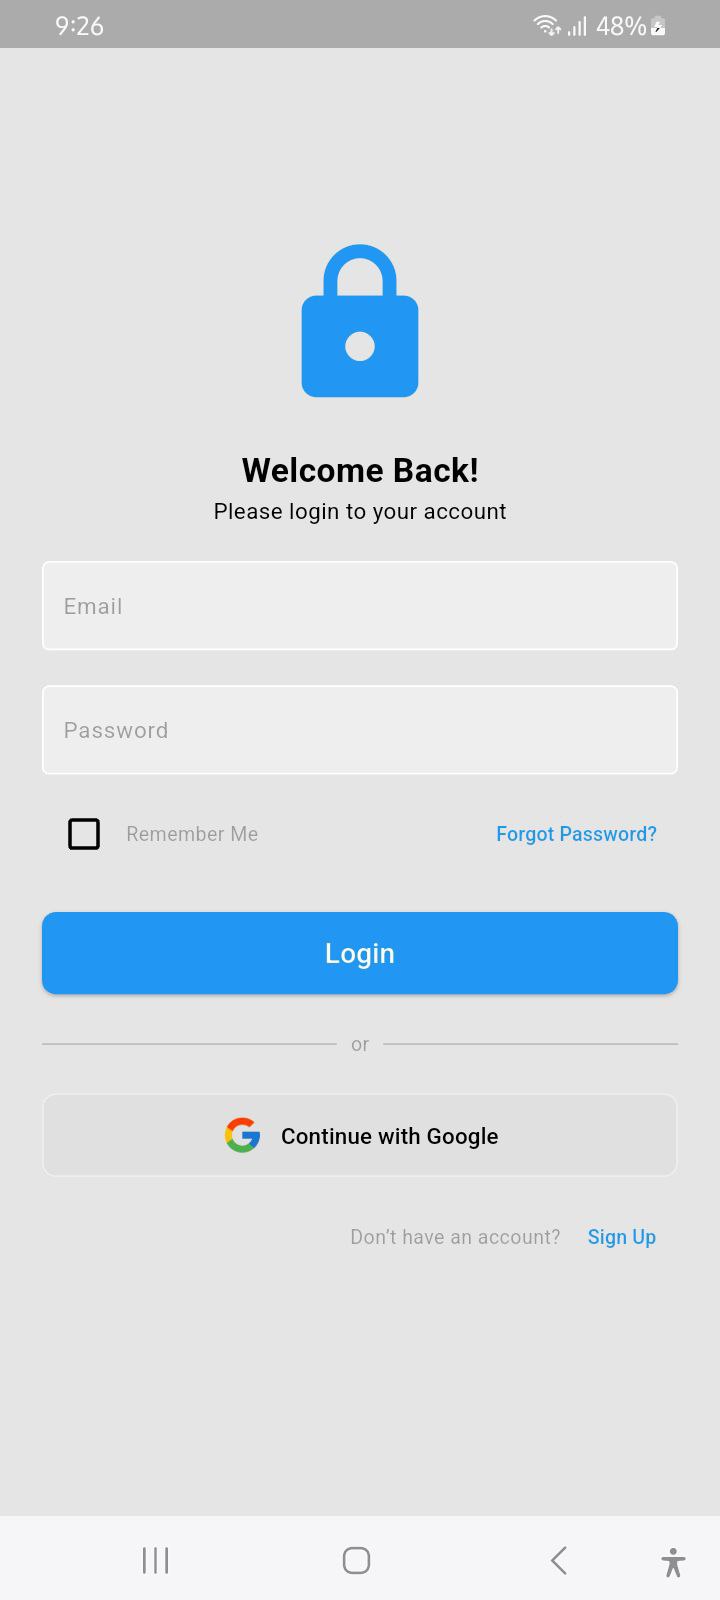 9:26
48%
Welcome Back!
Please login to your account
Email
Password
Remember Me
Forgot Password?
Login
or
Continue with Google
Don't have an account?
Sign Up